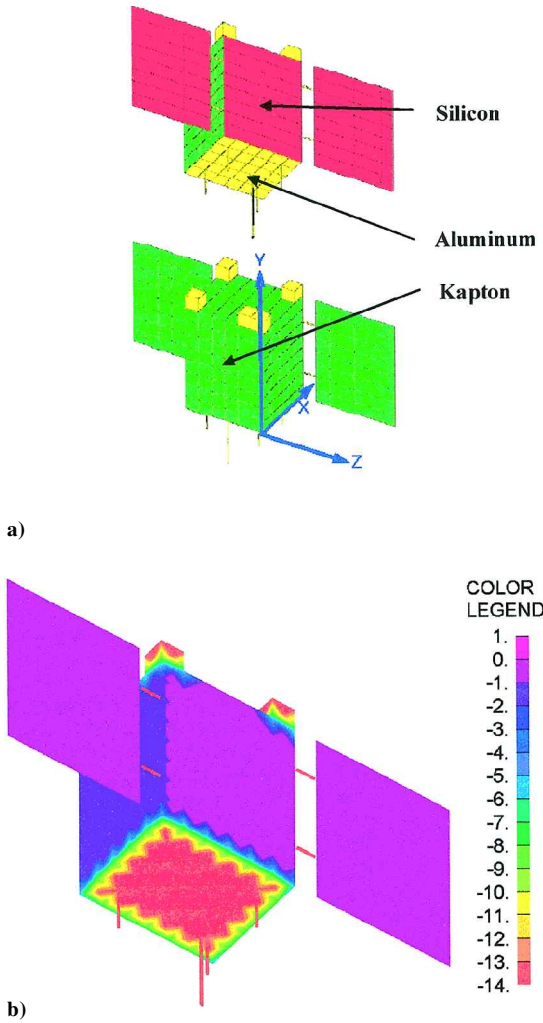 Silicon
Aluminum
Y
Kapton
X
Z
a)
COLOR
LEGEND
1.
0.
-1.
-2.
-3.
-4.
-5.
-6.
-7.
-8.
-9.
-10.
-11.
-12.
-13.
-14.
b)